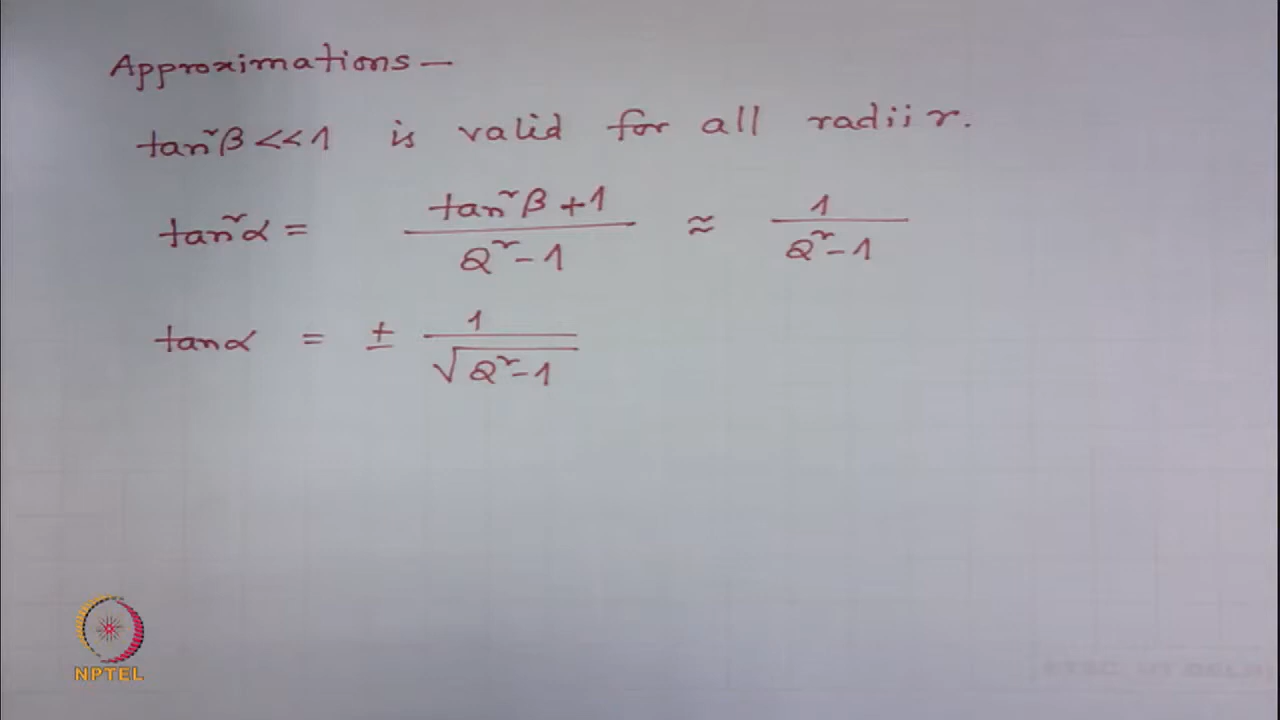 Approximations —
tan²β << 1 is valid for all radii r.
tan²α = (tan²β + 1) / (Q² - 1) ≈ 1 / (Q² - 1)
tanα = ± 1 / √(Q² - 1)
NPTEL